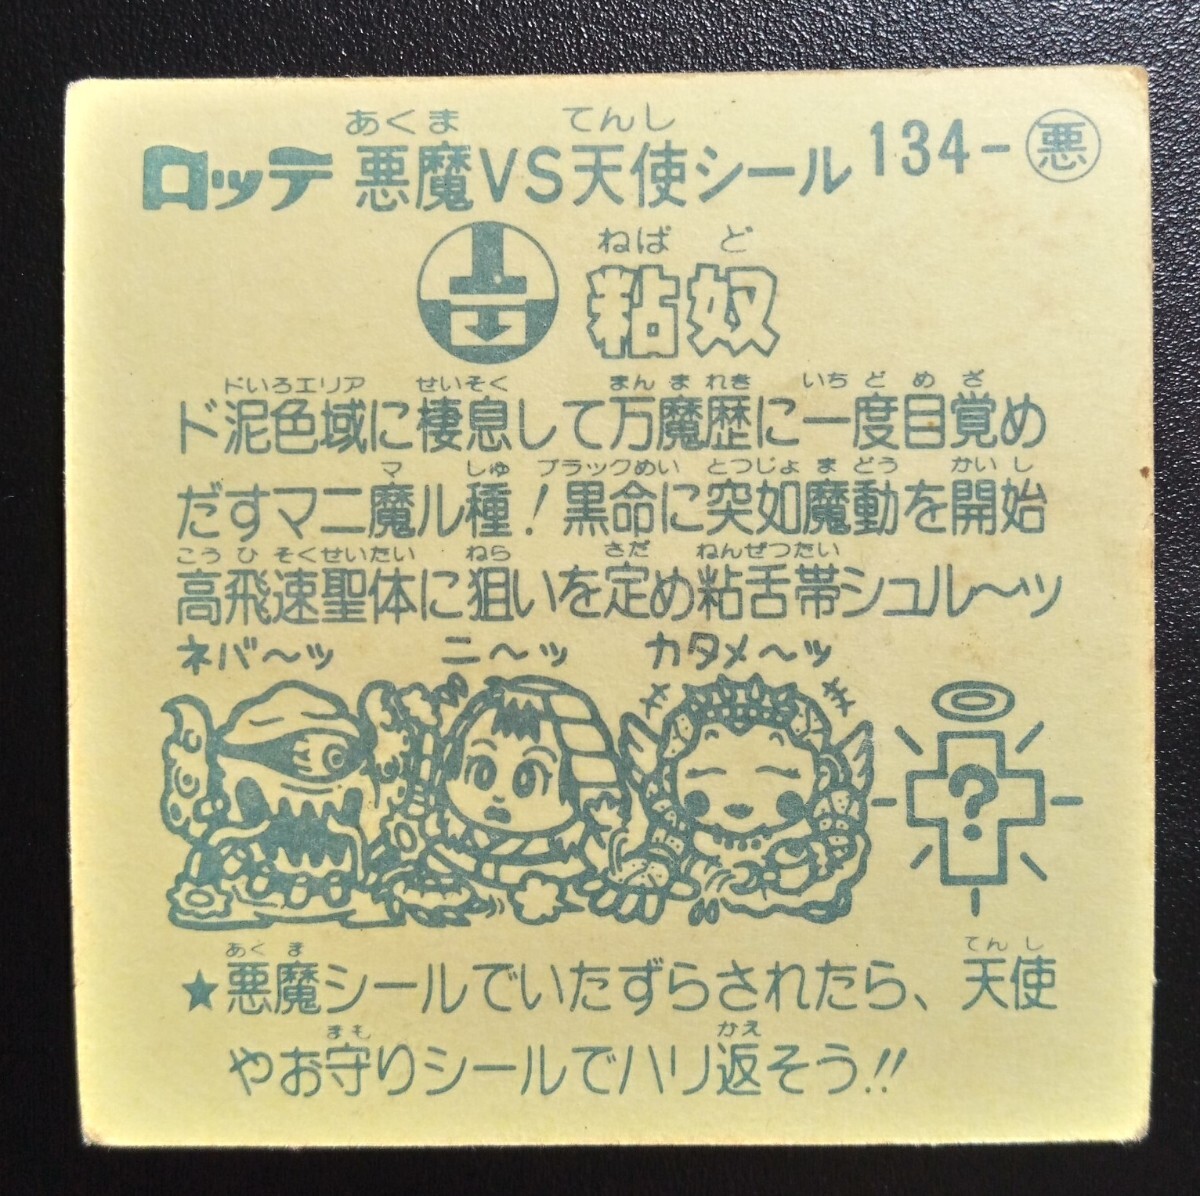 あくま てんし
ロッテ 悪魔VS天使シール 134-悪
ねばど
粘奴
ドいろエリア せいそく まんまれき いちどめざ
ド泥色域に棲息して万魔歴に一度目覚め
マ しゅ ブラックめい とつじょまどう かいし
だすマニ魔ル種!黒命に突如魔動を開始
こうひそくせいたい ねら さだ ねんぜつたい
高飛速聖体に狙いを定め粘舌帯シュル〜ッ
ネバ〜ッ ニ〜ッ カタメ〜ッ
?
あくま てんし
★悪魔シールでいたずらされたら、天使
まも かえ
やお守りシールでハリ返そう!!